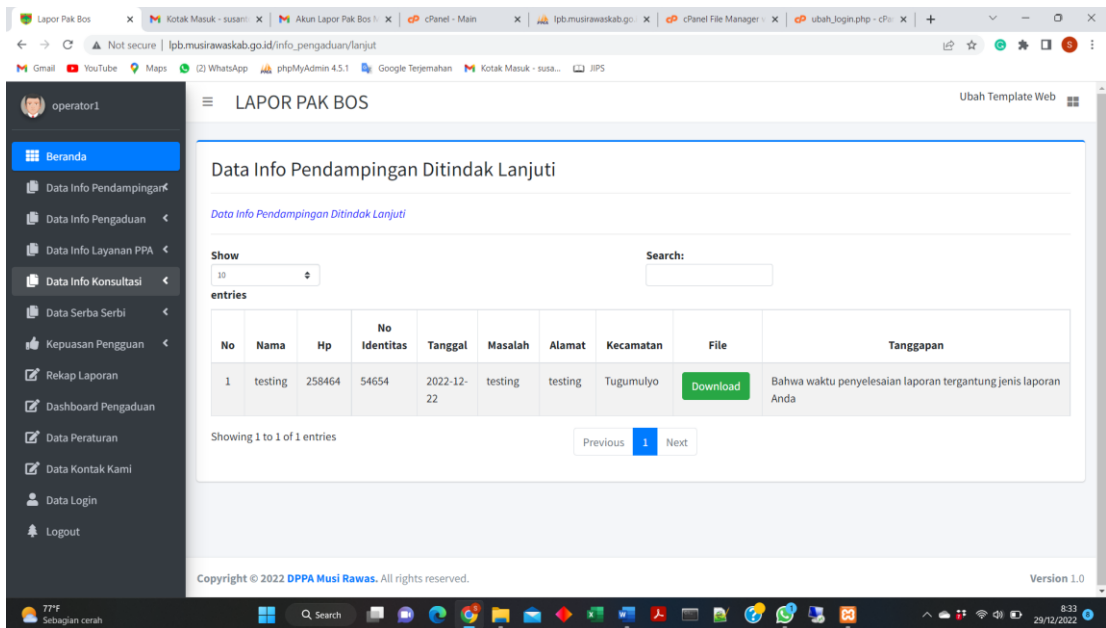 Lapor Pak Bos
Kotak Masuk - susanti
Akun Lapor Pak Bos
cPanel - Main
lpb.musirawaskab.go.
cPanel File Manager v
ubah_login.php - cPa
Not secure | lpb.musirawaskab.go.id/info_pengaduan/lanjut
S
Gmail YouTube Maps (2) WhatsApp phpMyAdmin 4.5.1 Google Terjemahan Kotak Masuk - susa... JIPS
operator1
LAPOR PAK BOS
Ubah Template Web
Beranda
Data Info Pendampingan
Data Info Pengaduan
Data Info Layanan PPA
Data Info Konsultasi
Data Serba Serbi
Kepuasan Pengguan
Rekap Laporan
Dashboard Pengaduan
Data Peraturan
Data Kontak Kami
Data Login
Logout
Data Info Pendampingan Ditindak Lanjuti
Data Info Pendampingan Ditindak Lanjuti
Show
10
entries
Search:
No Nama Hp No Identitas Tanggal Masalah Alamat Kecamatan File Tanggapan
1 testing 258464 54654 2022-12-22 testing testing Tugumulyo Download Bahwa waktu penyelesaian laporan tergantung jenis laporan
Anda
Showing 1 to 1 of 1 entries
Previous 1 Next
Copyright © 2022 DPPA Musi Rawas. All rights reserved.
Version 1.0
77°F
Sebagian cerah
Search
8:33
29/12/2022